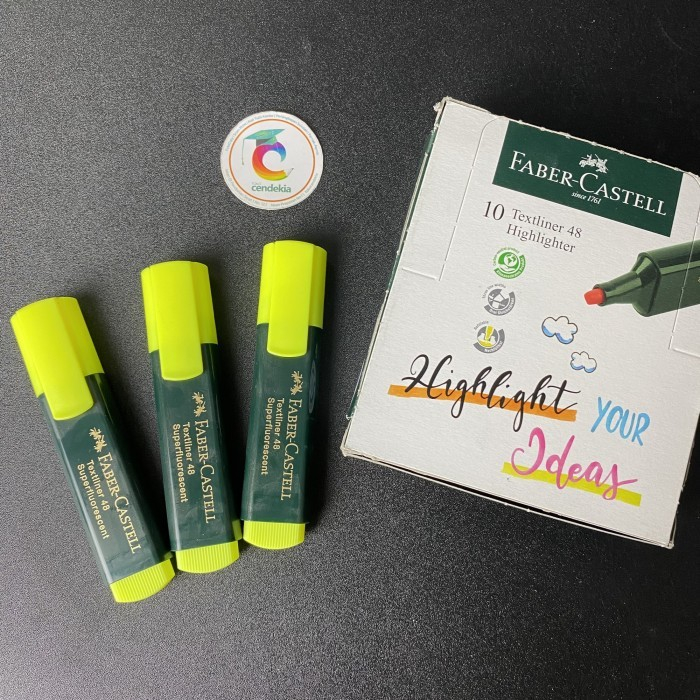 cendekia
FABER-CASTELL
since 1761
10 Textliner 48
Highlighter
Highlight YOUR
Ideas
FABER-CASTELL
Textliner 48
Superfluorescent
FABER-CASTELL
Textliner 48
Superfluorescent
FABER-CASTELL
Textliner 48
Superfluorescent